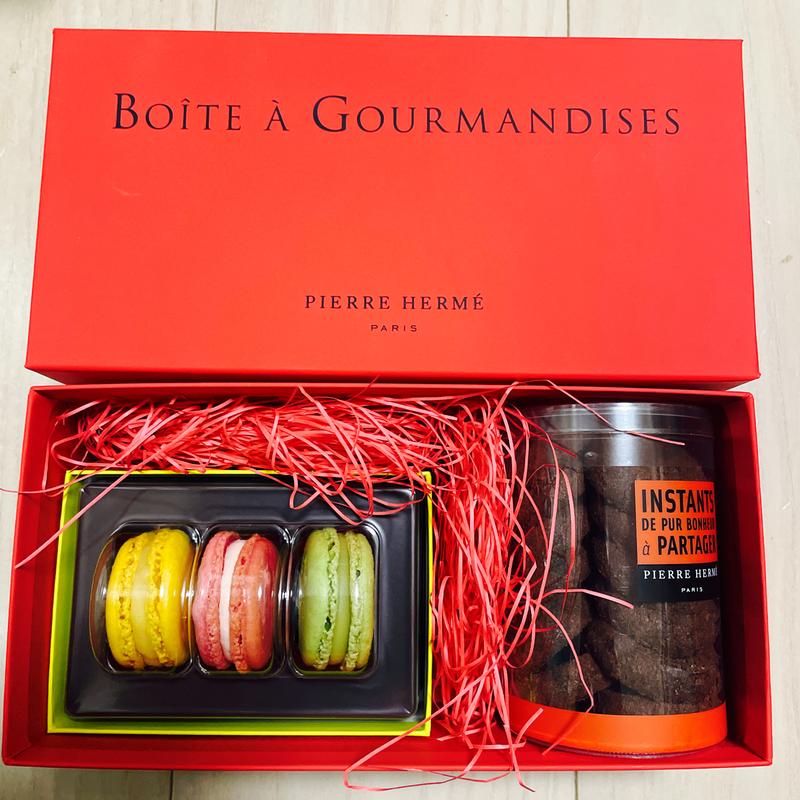 BOÎTE À GOURMANDISES
PIERRE HERMÉ
PARIS
INSTANTS
DE PUR BONHEUR
à PARTAGER
PIERRE HERMÉ
PARIS